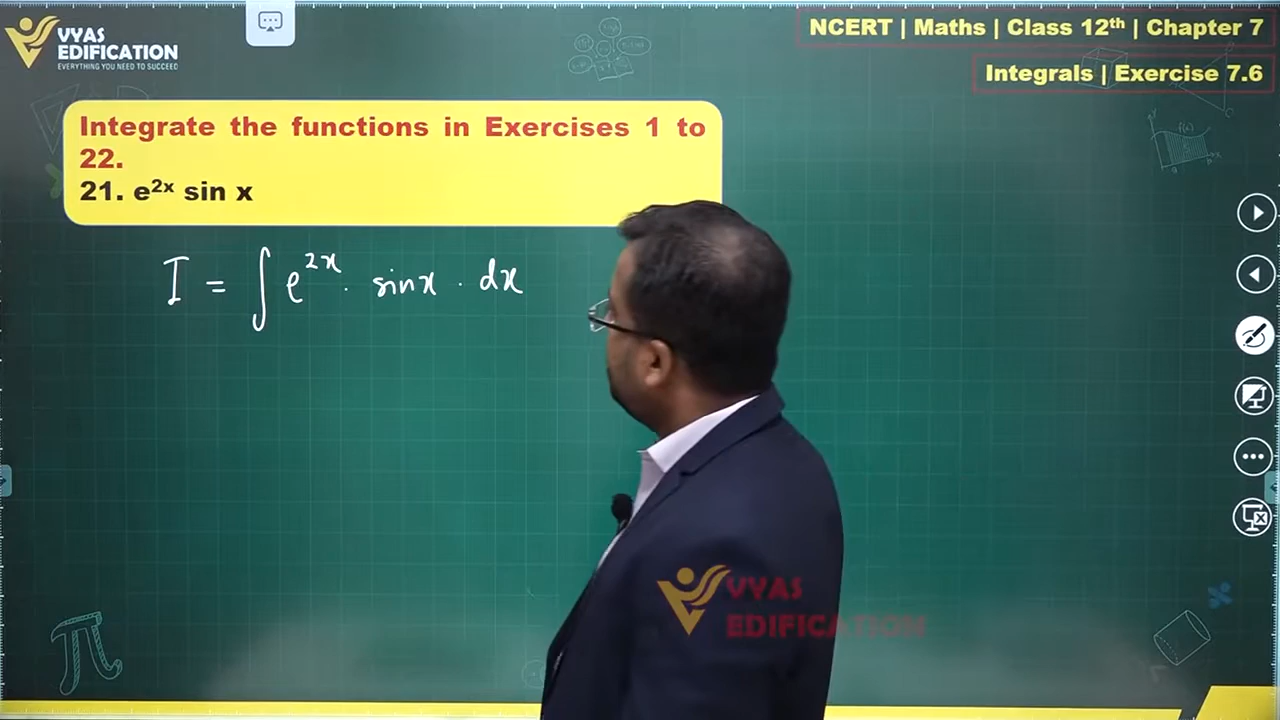 VYAS
EDIFICATION
EVERYTHING YOU NEED TO SUCCEED
NCERT | Maths | Class 12th | Chapter 7
Integrals | Exercise 7.6
Integrate the functions in Exercises 1 to
22.
21. e²ˣ sin x
I = ∫ e²ˣ · sinx · dx
VYAS
EDIFICATION